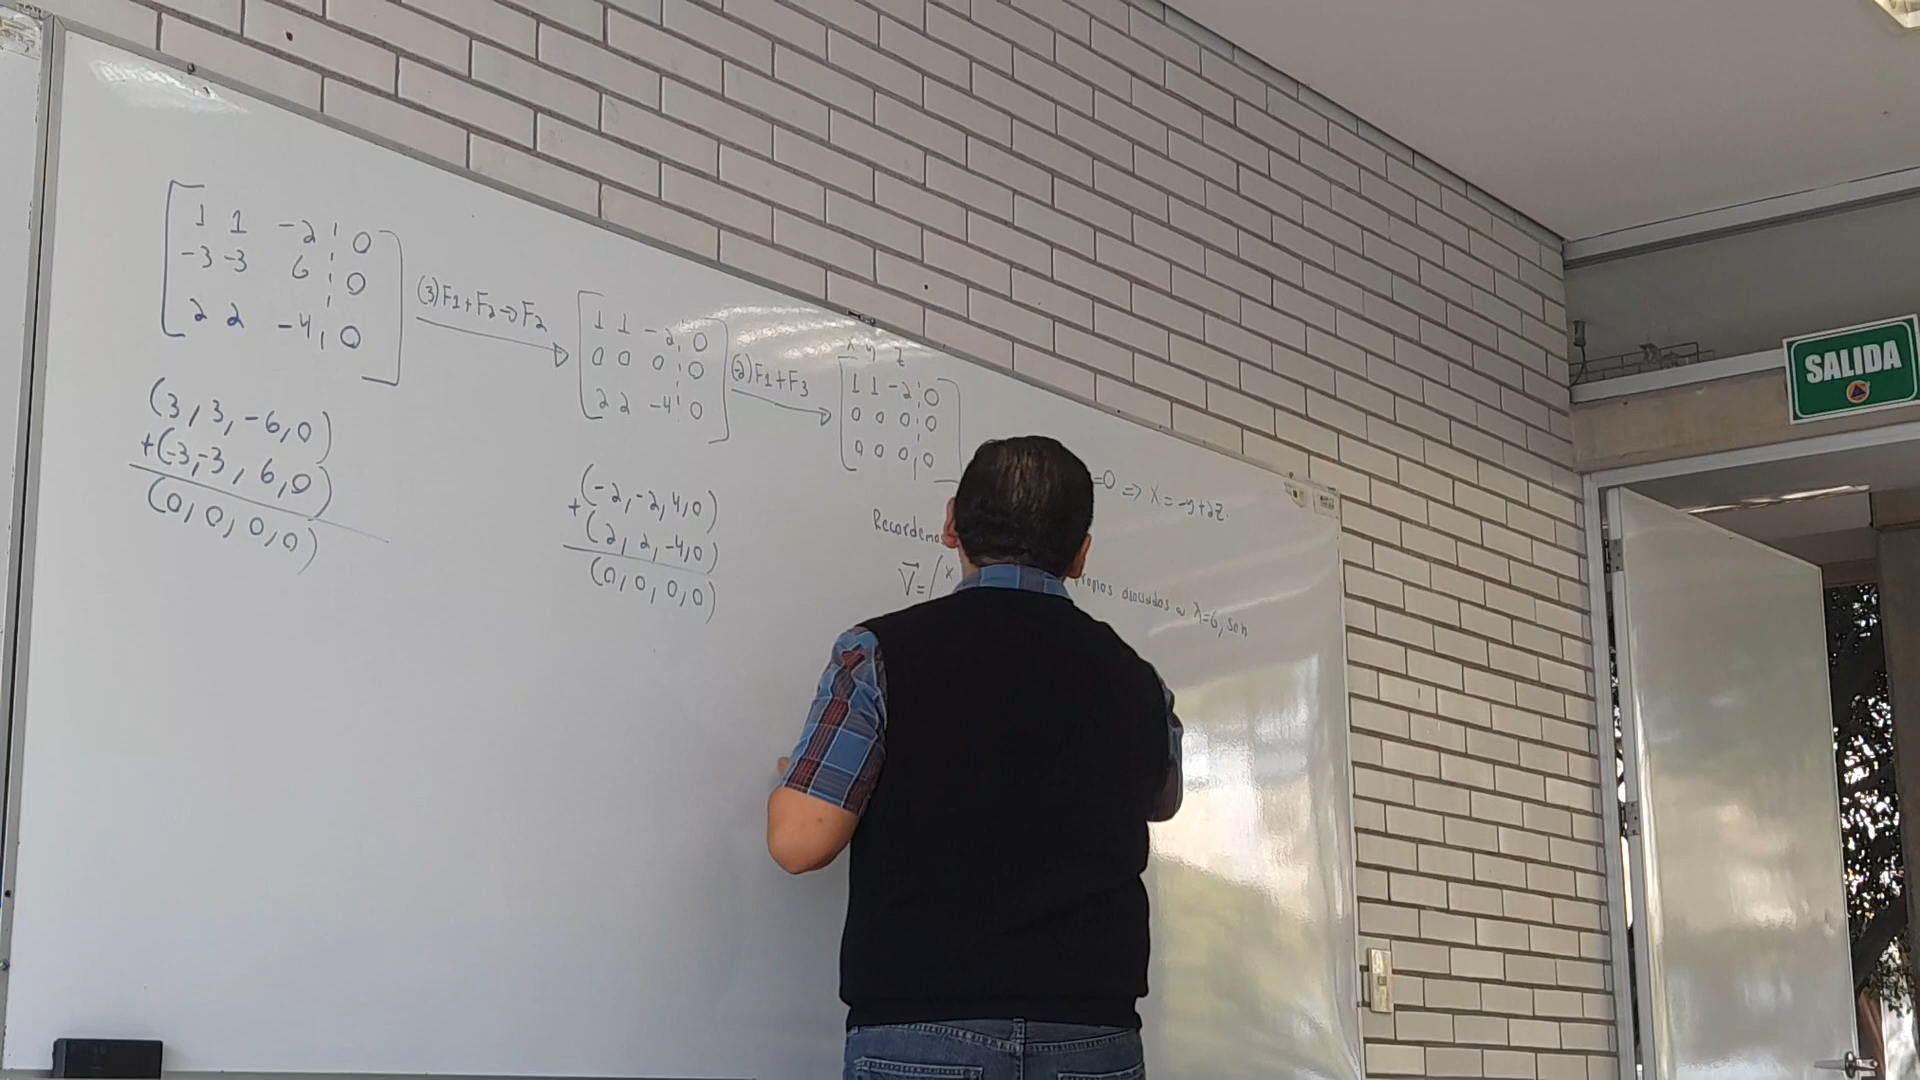 1 1 -2 | 0
-3 -3 6 | 0
2 2 -4 | 0
(3)F1+F2→F2
1 1 -2 | 0
0 0 0 | 0
2 2 -4 | 0
(-2)F1+F3
x y z
1 1 -2 | 0
0 0 0 | 0
0 0 0 | 0
(3, 3, -6, 0)
+(-3, -3, 6, 0)
(0, 0, 0, 0)
(-2, -2, 4, 0)
+(2, 2, -4, 0)
(0, 0, 0, 0)
=0 ⇒ x = -y+2z.
Recordemos
propios asociados a λ=6, son
V⃗ = (x
SALIDA